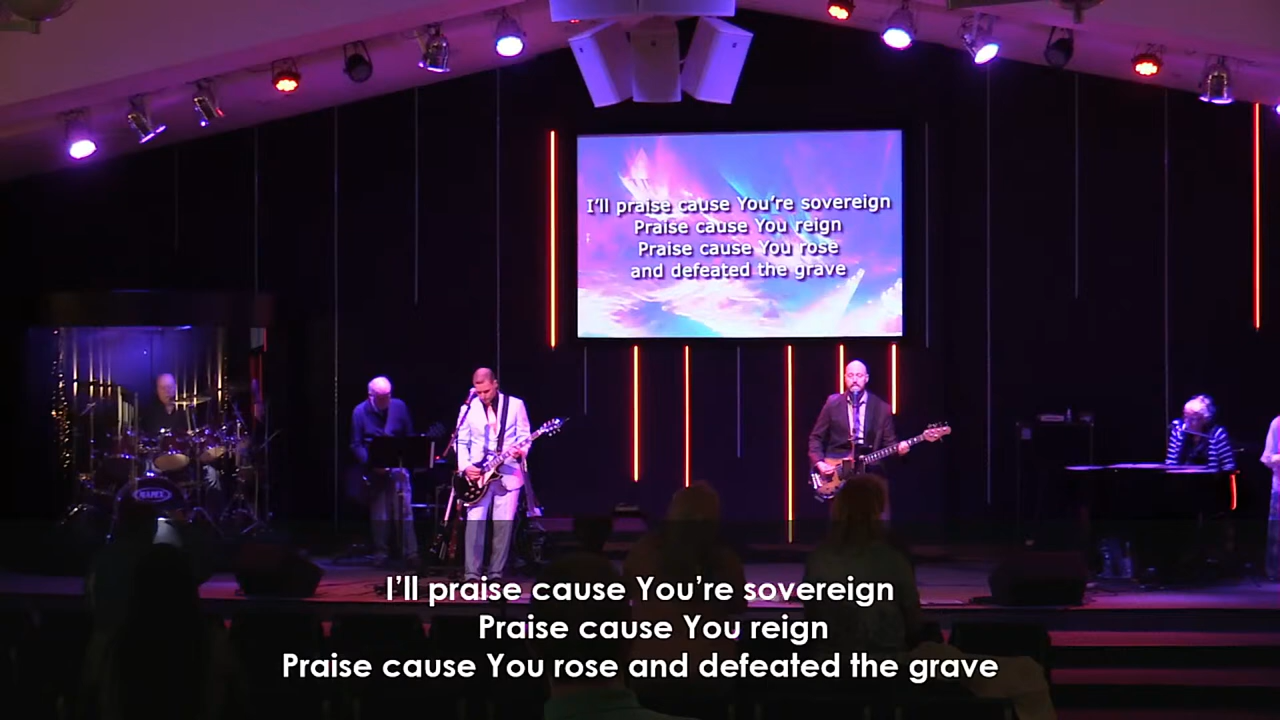 I'll praise cause You're sovereign
Praise cause You reign
Praise cause You rose
and defeated the grave
MAPEX
I'll praise cause You're sovereign
Praise cause You reign
Praise cause You rose and defeated the grave